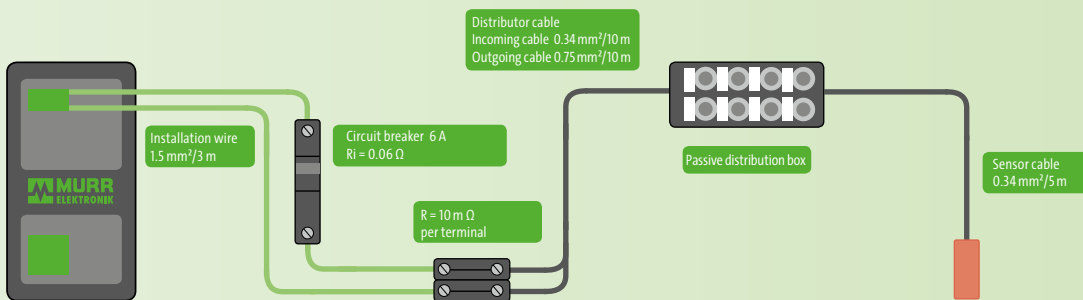 Distributor cable
Incoming cable 0.34 mm²/10 m
Outgoing cable 0.75 mm²/10 m
Installation wire
1.5 mm²/3 m
Circuit breaker 6 A
Ri = 0.06 Ω
Passive distribution box
Sensor cable
0.34 mm²/5 m
MURR
ELEKTRONIK
R = 10 m Ω
per terminal